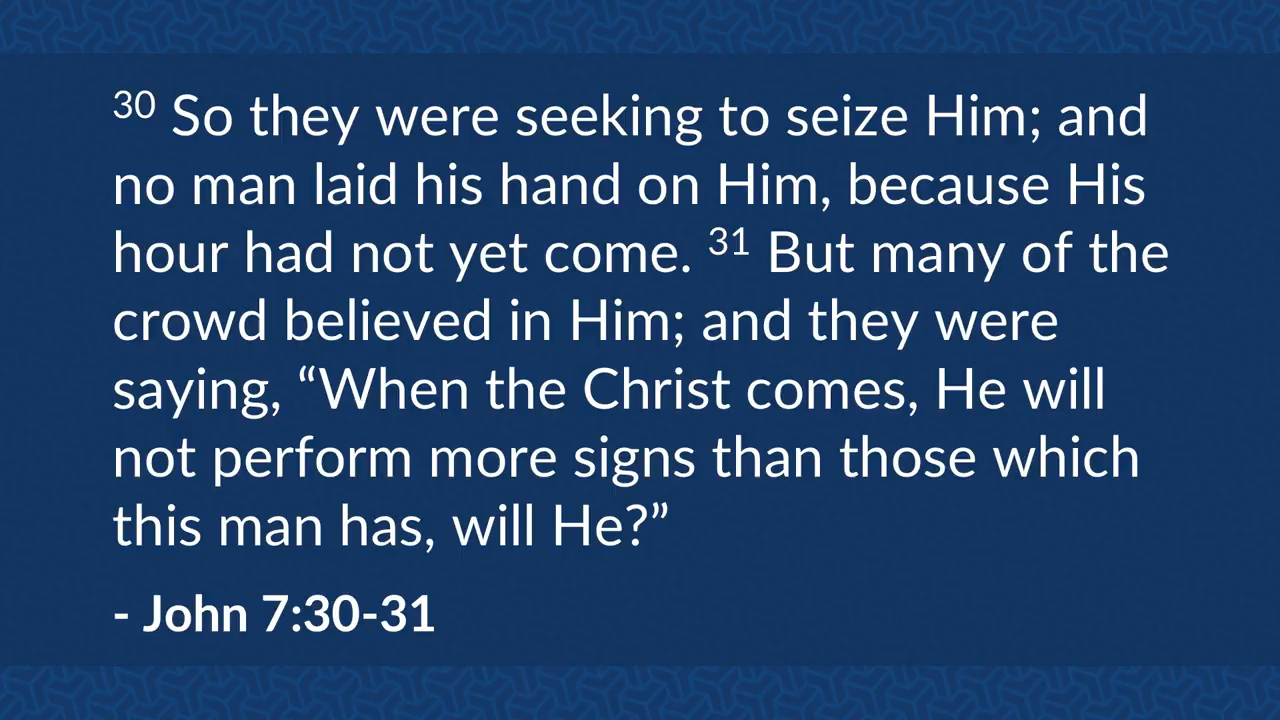 30 So they were seeking to seize Him; and
no man laid his hand on Him, because His
hour had not yet come. 31 But many of the
crowd believed in Him; and they were
saying, “When the Christ comes, He will
not perform more signs than those which
this man has, will He?”
- John 7:30-31